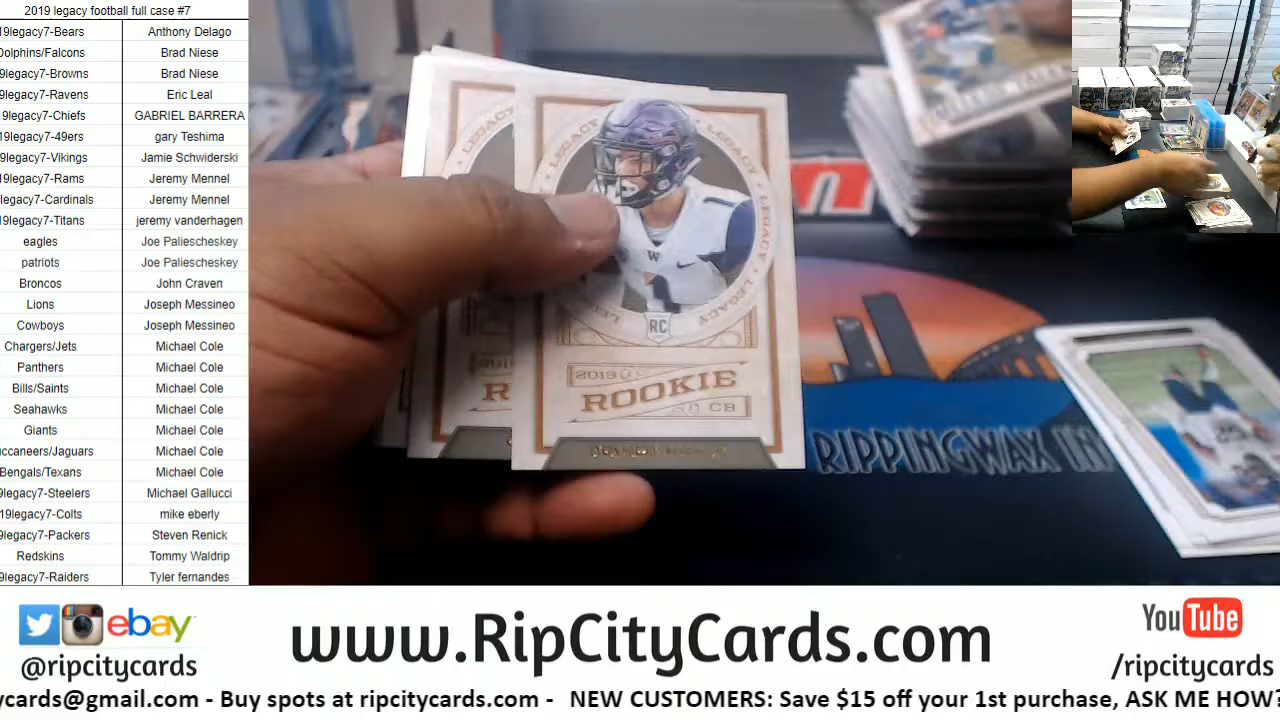 2019 legacy football full case #7
19legacy7-Bears Anthony Delago
Dolphins/Falcons Brad Niese
9legacy7-Browns Brad Niese
9legacy7-Ravens Eric Leal
9legacy7-Chiefs GABRIEL BARRERA
19legacy7-49ers gary Teshima
9legacy7-Vikings Jamie Schwiderski
19legacy7-Rams Jeremy Mennel
legacy7-Cardinals Jeremy Mennel
19legacy7-Titans jeremy vanderhagen
eagles Joe Paliescheskey
patriots Joe Paliescheskey
Broncos John Craven
Lions Joseph Messineo
Cowboys Joseph Messineo
Chargers/Jets Michael Cole
Panthers Michael Cole
Bills/Saints Michael Cole
Seahawks Michael Cole
Giants Michael Cole
uccaneers/Jaguars Michael Cole
Bengals/Texans Michael Cole
9legacy7-Steelers Michael Gallucci
19legacy7-Colts mike eberly
9legacy7-Packers Steven Renick
Redskins Tommy Waldrip
9legacy7-Raiders Tyler fernandes
LEGACY
LEGACY LEGACY LEGACY LEGACY
W
1
RC
2019
ROOKIE
CB
RIPPINGWAX IN
ebay
@ripcitycards
www.RipCityCards.com
YouTube
/ripcitycards
ycards@gmail.com - Buy spots at ripcitycards.com - NEW CUSTOMERS: Save $15 off your 1st purchase, ASK ME HOW?